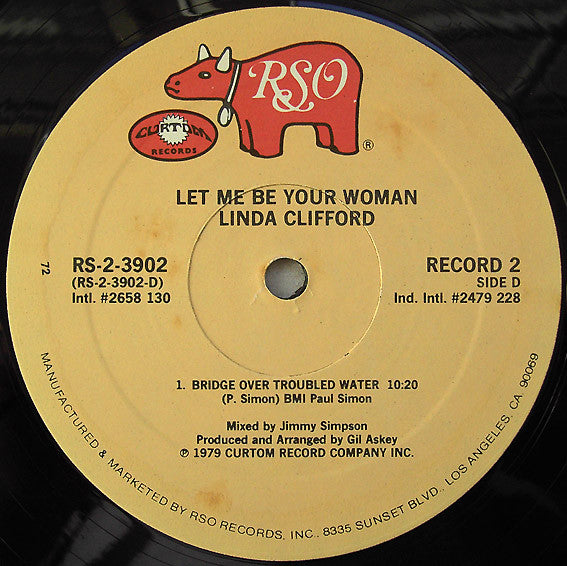 RSO
®
CURTOM
RECORDS
LET ME BE YOUR WOMAN
LINDA CLIFFORD
RS-2-3902
(RS-2-3902-D)
Intl. #2658 130
RECORD 2
SIDE D
Ind. Intl. #2479 228
72
1. BRIDGE OVER TROUBLED WATER 10:20
(P. Simon) BMI Paul Simon
Mixed by Jimmy Simpson
Produced and Arranged by Gil Askey
℗ 1979 CURTOM RECORD COMPANY INC.
MANUFACTURED & MARKETED BY RSO RECORDS, INC., 8335 SUNSET BLVD., LOS ANGELES, CA 90069